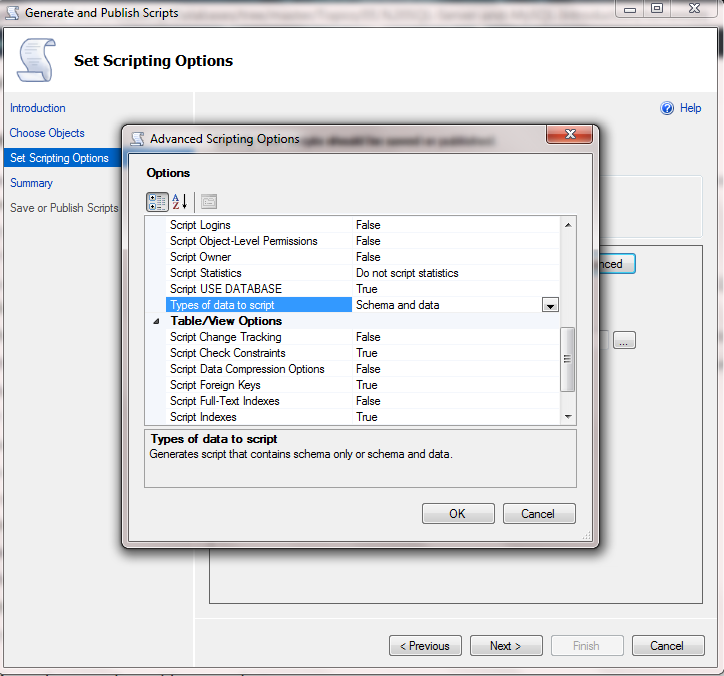 Generate and Publish Scripts
Set Scripting Options
Help
Introduction
Choose Objects
Set Scripting Options
Summary
Save or Publish Scripts
Advanced Scripting Options
Options
Script Logins False
Script Object-Level Permissions False
Script Owner False
Script Statistics Do not script statistics
Script USE DATABASE True
Types of data to script Schema and data
Table/View Options
Script Change Tracking False
Script Check Constraints True
Script Data Compression Options False
Script Foreign Keys True
Script Full-Text Indexes False
Script Indexes True
Types of data to script
Generates script that contains schema only or schema and data.
OK Cancel
nced
...
< Previous Next > Finish Cancel